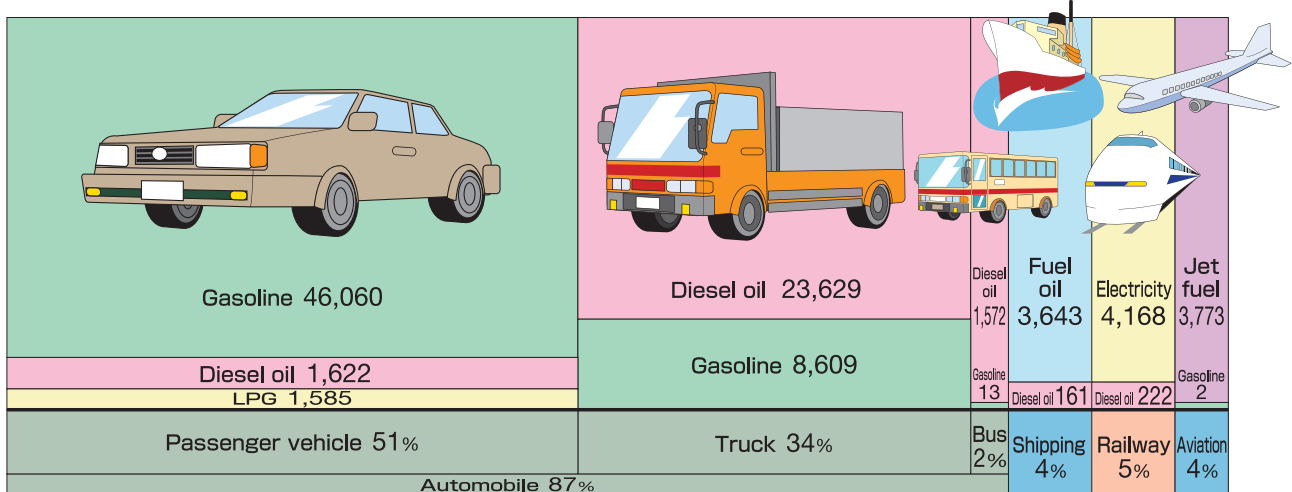 Gasoline 46,060
Diesel oil 1,622
LPG 1,585
Passenger vehicle 51%
Diesel oil 23,629
Gasoline 8,609
Truck 34%
Diesel
oil
1,572
Gasoline
13
Bus
2%
Automobile 87%
Fuel
oil
3,643
Diesel oil 161
Shipping
4%
Electricity
4,168
Diesel oil 222
Railway
5%
Jet
fuel
3,773
Gasoline
2
Aviation
4%